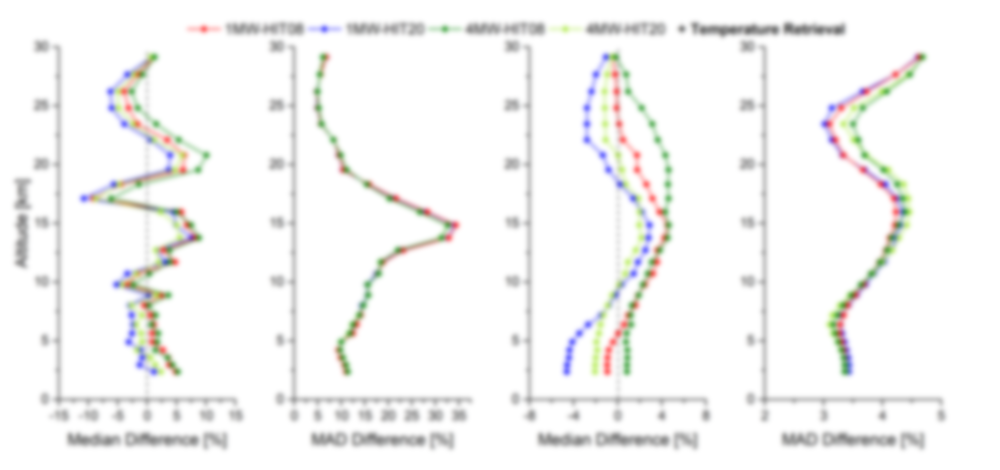 1MW-HIT08 1MW-HIT20 4MW-HIT08 4MW-HIT20 + Temperature Retrieval
30 30 30 30
25 25 25 25
20 20 20 20
Altitude [km]
15 15 15 15
10 10 10 10
5 5 5 5
0 0 0 0
-15 -10 -5 0 5 10 15 0 5 10 15 20 25 30 35 -8 -4 0 4 8 2 3 4 5
Median Difference [%] MAD Difference [%] Median Difference [%] MAD Difference [%]